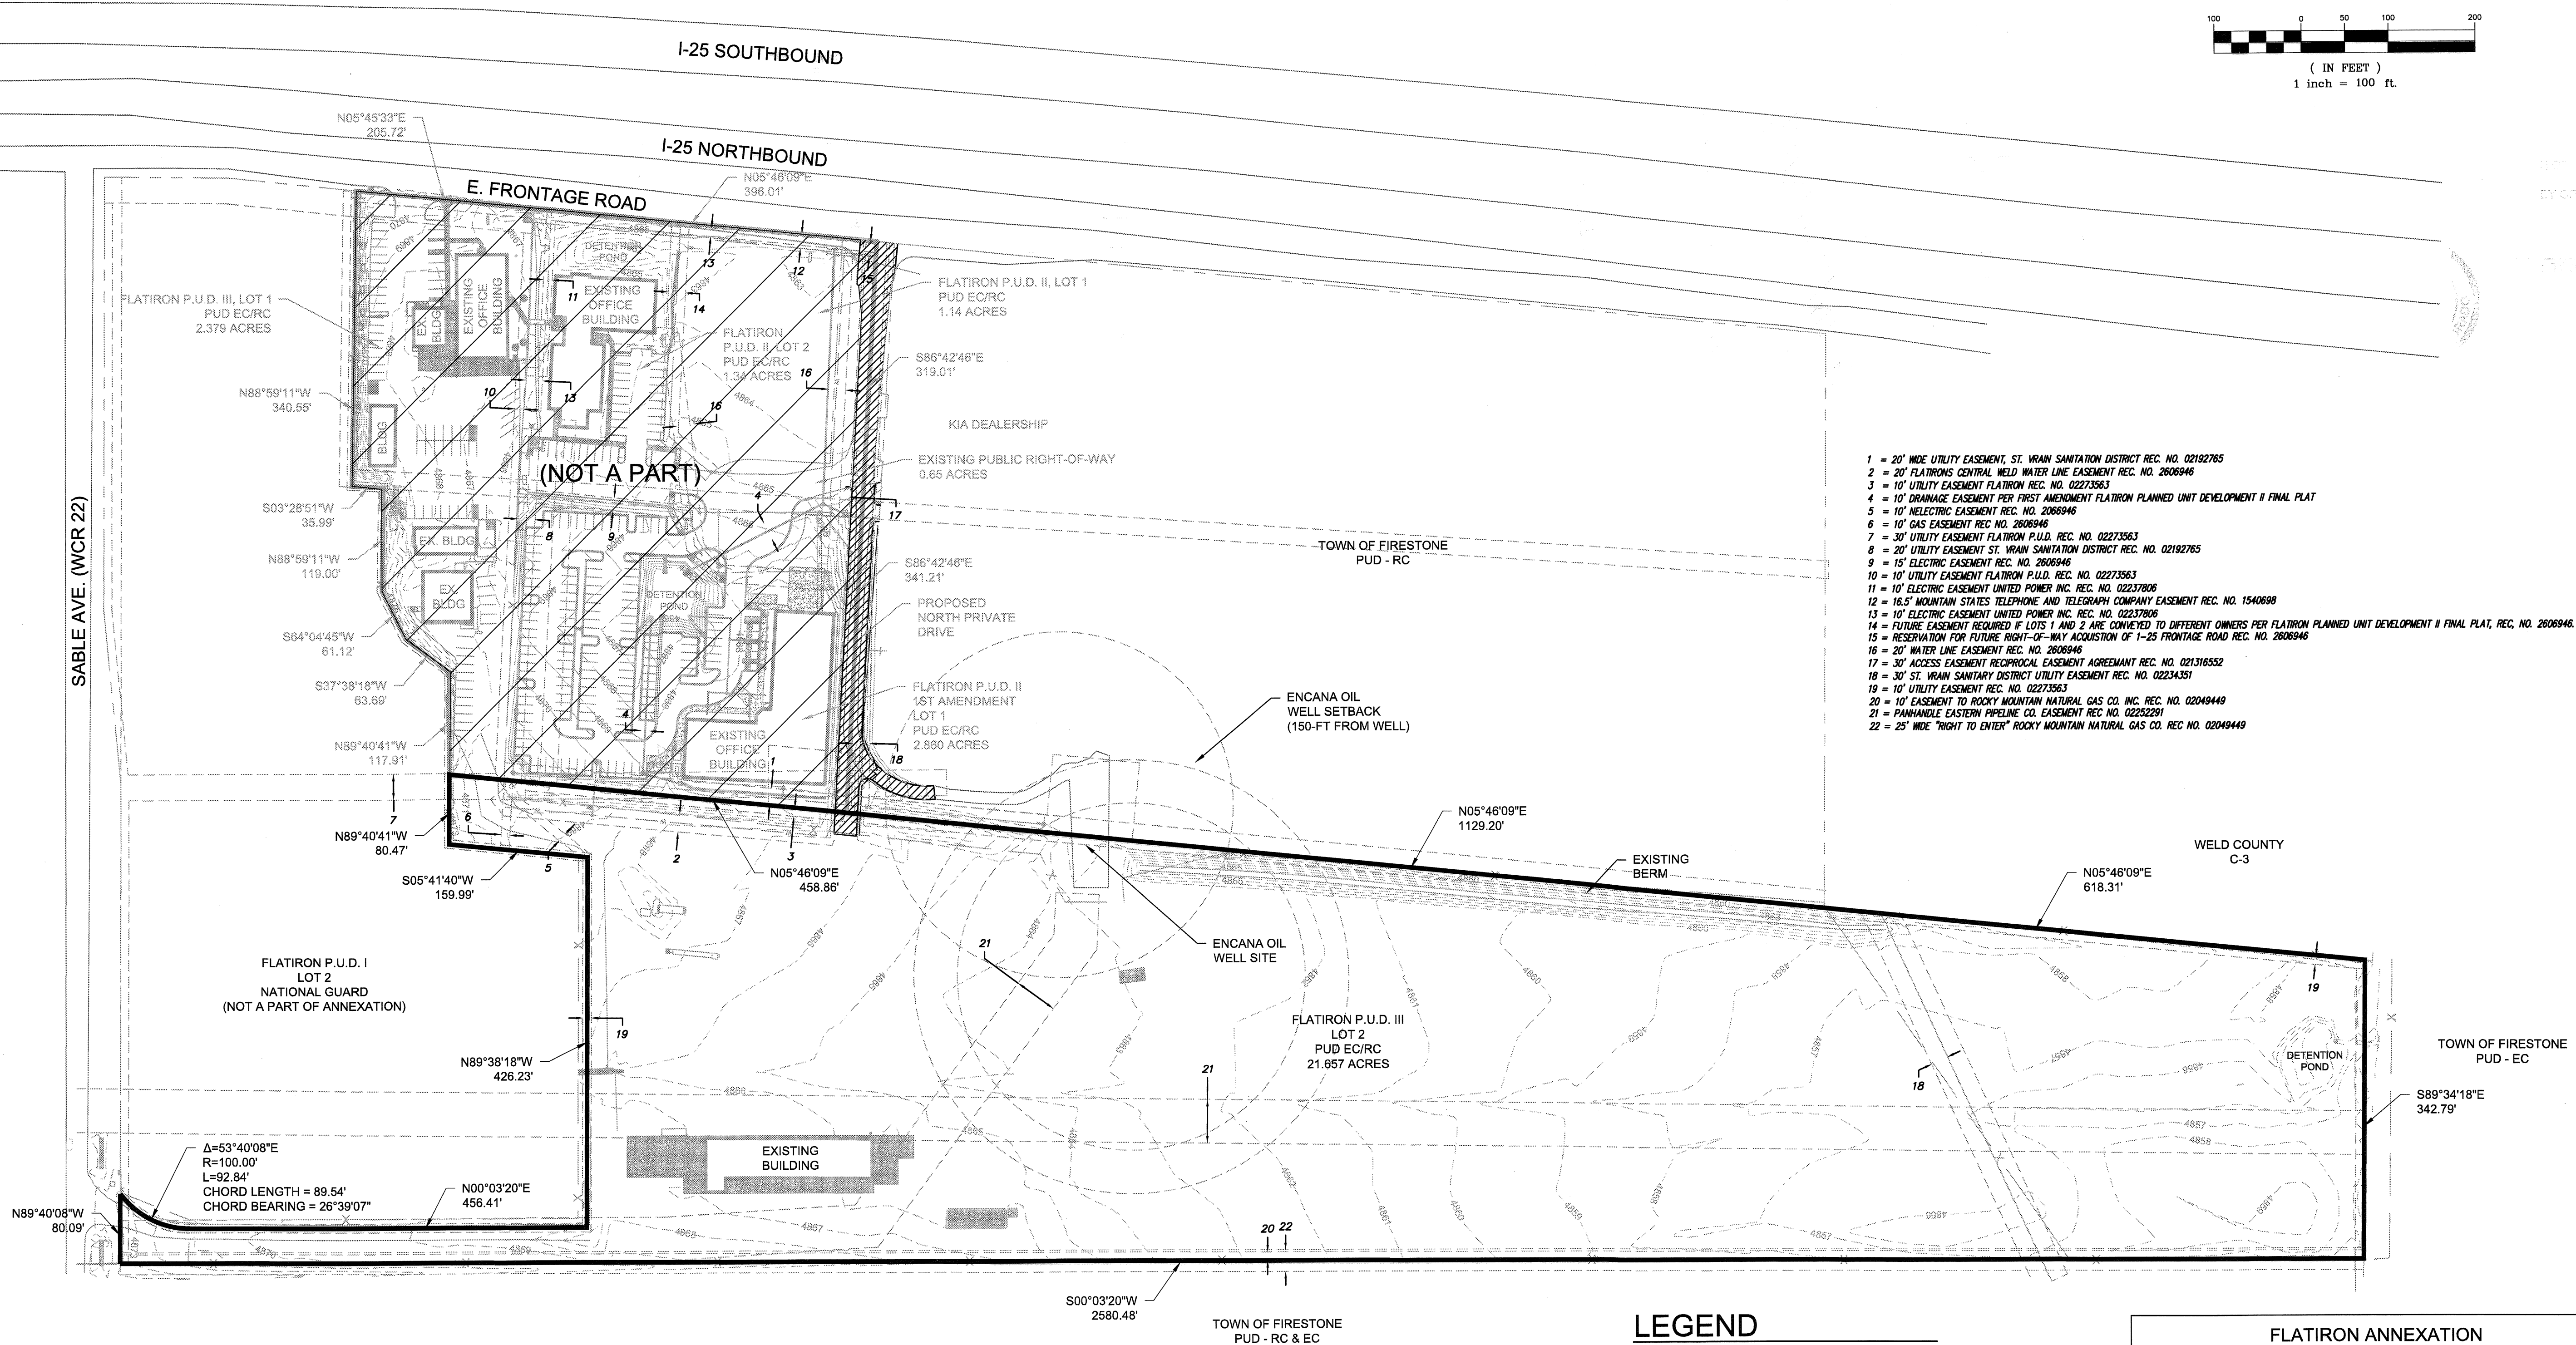 100 0 50 100 200
( IN FEET )
1 inch = 100 ft.
I-25 SOUTHBOUND
I-25 NORTHBOUND
E. FRONTAGE ROAD
SABLE AVE. (WCR 22)
N05°45'33"E
205.72'
N05°46'09"E
396.01'
FLATIRON P.U.D. III, LOT 1
PUD EC/RC
2.379 ACRES
N88°59'11"W
340.55'
S03°28'51"W
35.99'
N88°59'11"W
119.00'
S64°04'45"W
61.12'
S37°38'18"W
63.69'
N89°40'41"W
117.91'
EX.
BLDG
EXISTING
OFFICE
BUILDING
DETENTION
POND
EXISTING
OFFICE
BUILDING
FLATIRON
P.U.D. II, LOT 2
PUD EC/RC
1.34 ACRES
FLATIRON P.U.D. II, LOT 1
PUD EC/RC
1.14 ACRES
S86°42'46"E
319.01'
KIA DEALERSHIP
EXISTING PUBLIC RIGHT-OF-WAY
0.65 ACRES
BLDG
(NOT A PART)
EX. BLDG
EX.
BLDG
DETENTION
POND
S86°42'46"E
341.21'
PROPOSED
NORTH PRIVATE
DRIVE
FLATIRON P.U.D. II
1ST AMENDMENT
LOT 1
PUD EC/RC
2.860 ACRES
EXISTING
OFFICE
BUILDING
TOWN OF FIRESTONE
PUD - RC
ENCANA OIL
WELL SETBACK
(150-FT FROM WELL)
1 = 20' WIDE UTILITY EASEMENT, ST. VRAIN SANITATION DISTRICT REC. NO. 02192765
2 = 20' FLATIRONS CENTRAL WELD WATER LINE EASEMENT REC. NO. 2606946
3 = 10' UTILITY EASEMENT FLATIRON REC. NO. 02273563
4 = 10' DRAINAGE EASEMENT PER FIRST AMENDMENT FLATIRON PLANNED UNIT DEVELOPMENT II FINAL PLAT
5 = 10' NELECTRIC EASEMENT REC. NO. 2066946
6 = 10' GAS EASEMENT REC NO. 2606946
7 = 30' UTILITY EASEMENT FLATIRON P.U.D. REC. NO. 02273563
8 = 20' UTILITY EASEMENT ST. VRAIN SANITATION DISTRICT REC. NO. 02192765
9 = 15' ELECTRIC EASEMENT REC. NO. 2606946
10 = 10' UTILITY EASEMENT FLATIRON P.U.D. REC. NO. 02273563
11 = 10' ELECTRIC EASEMENT UNITED POWER INC. REC. NO. 02237806
12 = 16.5' MOUNTAIN STATES TELEPHONE AND TELEGRAPH COMPANY EASEMENT REC. NO. 1540698
13 = 10' ELECTRIC EASEMENT UNITED POWER INC. REC. NO. 02237806
14 = FUTURE EASEMENT REQUIRED IF LOTS 1 AND 2 ARE CONVEYED TO DIFFERENT OWNERS PER FLATIRON PLANNED UNIT DEVELOPMENT II FINAL PLAT, REC, NO. 2606946.
15 = RESERVATION FOR FUTURE RIGHT-OF-WAY ACQUISTION OF 1-25 FRONTAGE ROAD REC. NO. 2606946
16 = 20' WATER LINE EASEMENT REC. NO. 2606946
17 = 30' ACCESS EASEMENT RECIPROCAL EASEMENT AGREEMANT REC. NO. 021316552
18 = 30' ST. VRAIN SANITARY DISTRICT UTILITY EASEMENT REC. NO. 02234351
19 = 10' UTILITY EASEMENT REC. NO. 02273563
20 = 10' EASEMENT TO ROCKY MOUNTAIN NATURAL GAS CO. INC. REC. NO. 02049449
21 = PANHANDLE EASTERN PIPELINE CO. EASEMENT REC NO. 02252291
22 = 25' WIDE "RIGHT TO ENTER" ROCKY MOUNTAIN NATURAL GAS CO. REC NO. 02049449
N89°40'41"W
80.47'
S05°41'40"W
159.99'
N05°46'09"E
458.86'
N05°46'09"E
1129.20'
EXISTING
BERM
N05°46'09"E
618.31'
WELD COUNTY
C-3
ENCANA OIL
WELL SITE
FLATIRON P.U.D. I
LOT 2
NATIONAL GUARD
(NOT A PART OF ANNEXATION)
N89°38'18"W
426.23'
FLATIRON P.U.D. III
LOT 2
PUD EC/RC
21.657 ACRES
DETENTION
POND
TOWN OF FIRESTONE
PUD - EC
S89°34'18"E
342.79'
Δ=53°40'08"E
R=100.00'
L=92.84'
CHORD LENGTH = 89.54'
CHORD BEARING = 26°39'07"
N00°03'20"E
456.41'
N89°40'08"W
80.09'
EXISTING
BUILDING
20 22
S00°03'20"W
2580.48'
TOWN OF FIRESTONE
PUD - RC & EC
LEGEND
FLATIRON ANNEXATION